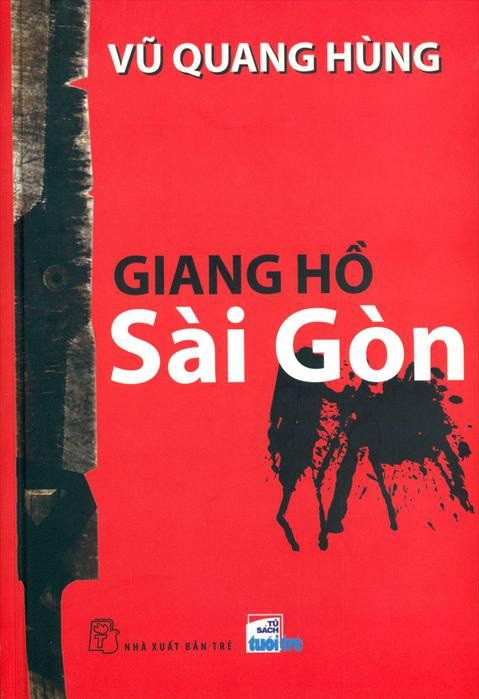 VŨ QUANG HÙNG
GIANG HỒ
Sài Gòn
NHÀ XUẤT BẢN TRẺ
TỦ
SÁCH
tuổi trẻ